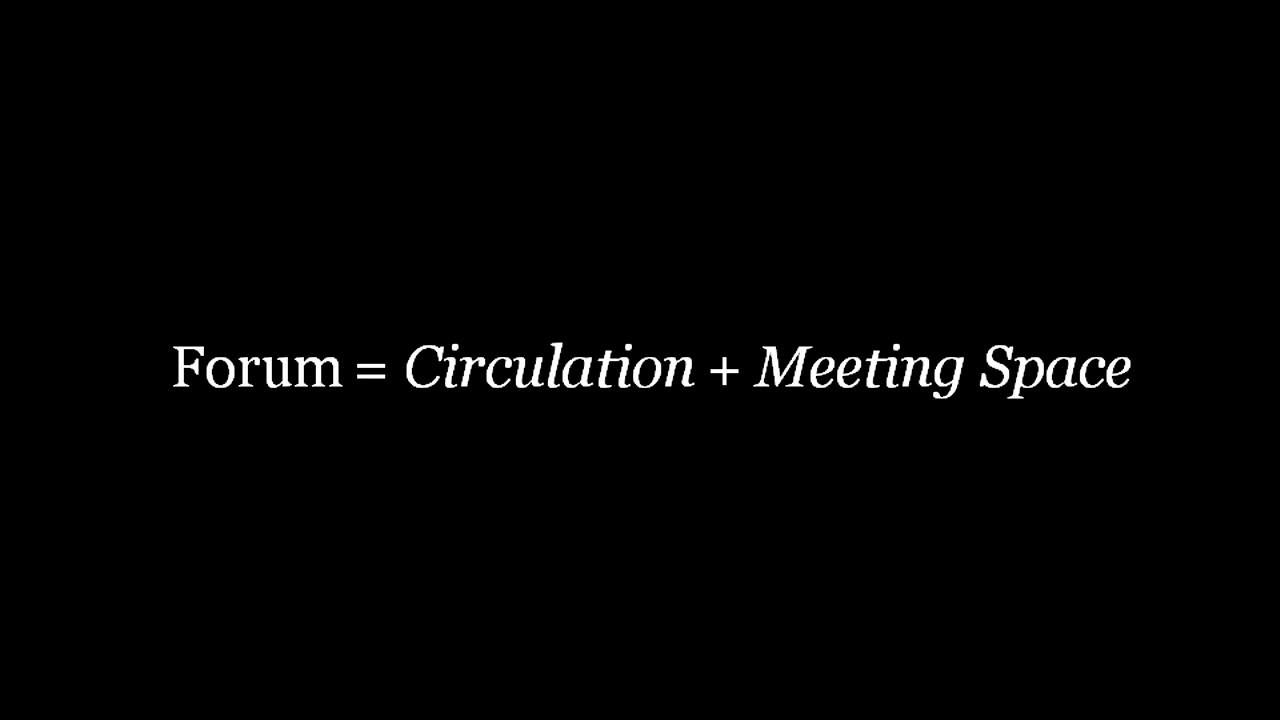 Forum = Circulation + Meeting Space